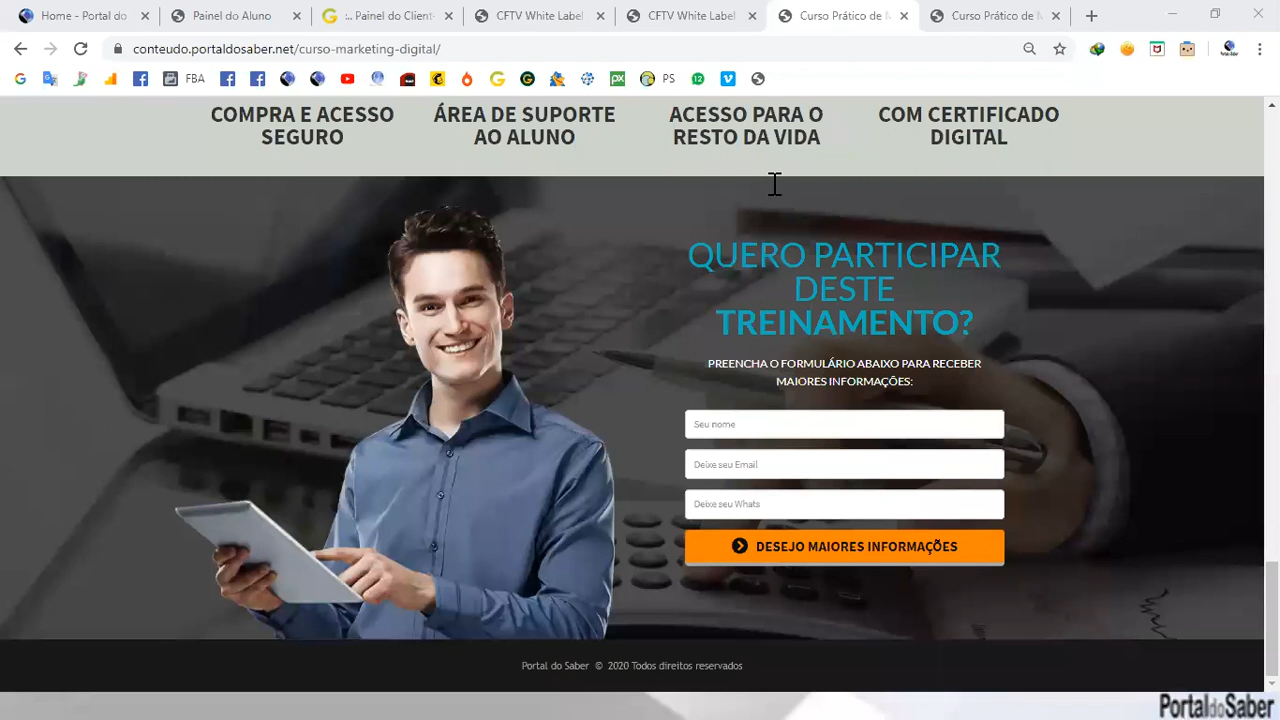 Home - Portal do
Painel do Aluno
:. Painel do Client
CFTV White Label
CFTV White Label
Curso Prático de M
Curso Prático de M
conteudo.portaldosaber.net/curso-marketing-digital/
FBA
PX
PS
12
COMPRA E ACESSO
SEGURO
ÁREA DE SUPORTE
AO ALUNO
ACESSO PARA O
RESTO DA VIDA
COM CERTIFICADO
DIGITAL
QUERO PARTICIPAR
DESTE
TREINAMENTO?
PREENCHA O FORMULÁRIO ABAIXO PARA RECEBER
MAIORES INFORMAÇÕES:
Seu nome
Deixe seu Email
Deixe seu Whats
DESEJO MAIORES INFORMAÇÕES
Portal do Saber © 2020 Todos direitos reservados
PortaldoSaber